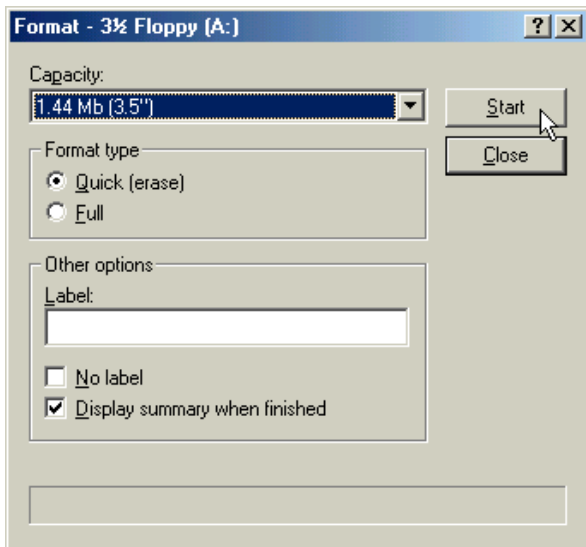 Format - 3½ Floppy (A:)
Capacity:
1.44 Mb (3.5")
Start
Format type
Close
Quick (erase)
Full
Other options
Label:
No label
Display summary when finished